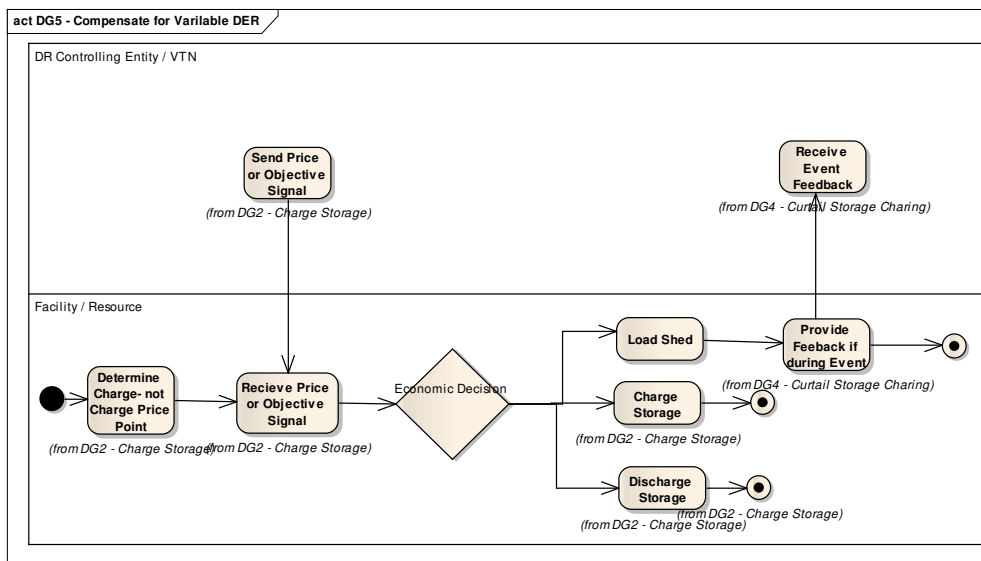 act DG5 - Compensate for Varilable DER
DR Controlling Entity / VTN
Send Price
or Objective
Signal
(from DG2 - Charge Storage)
Receive
Event
Feedback
(from DG4 - Curtail Storage Charing)
Facility / Resource
Determine
Charge- not
Charge Price
Point
(from DG2 - Charge Storage)
Recieve Price
or Objective
Signal
(from DG2 - Charge Storage)
Economic Decision
Load Shed
Provide
Feeback if
during Event
(from DG4 - Curtail Storage Charing)
Charge
Storage
(from DG2 - Charge Storage)
Discharge
Storage
(from DG2 - Charge Storage)
(from DG2 - Charge Storage)